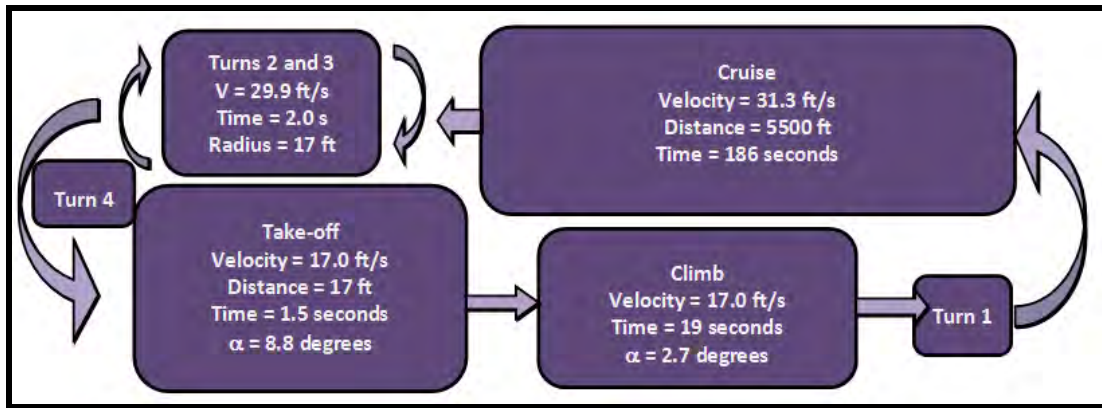 Turns 2 and 3
V = 29.9 ft/s
Time = 2.0 s
Radius = 17 ft
Cruise
Velocity = 31.3 ft/s
Distance = 5500 ft
Time = 186 seconds
Turn 4
Take-off
Velocity = 17.0 ft/s
Distance = 17 ft
Time = 1.5 seconds
α = 8.8 degrees
Climb
Velocity = 17.0 ft/s
Time = 19 seconds
α = 2.7 degrees
Turn 1